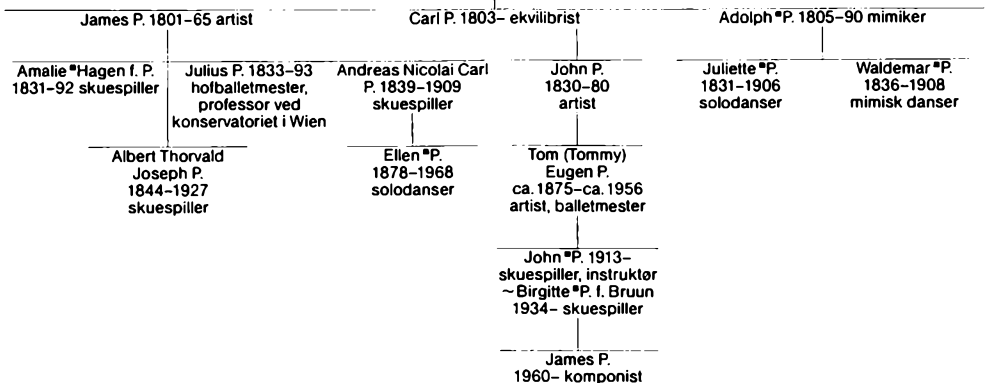 James P. 1801–65 artist
Carl P. 1803– ekvilibrist
Adolph ■P. 1805–90 mimiker
Amalie ■Hagen f. P.
1831–92 skuespiller
Julius P. 1833–93
hofballetmester,
professor ved
konservatoriet i Wien
Andreas Nicolai Carl
P. 1839–1909
skuespiller
John P.
1830–80
artist
Juliette ■P.
1831–1906
solodanser
Waldemar ■P.
1836–1908
mimisk danser
Albert Thorvald
Joseph P.
1844–1927
skuespiller
Ellen ■P.
1878–1968
solodanser
Tom (Tommy)
Eugen P.
ca. 1875–ca. 1956
artist, balletmester
John ■P. 1913–
skuespiller, instruktør
~ Birgitte ■P. f. Bruun
1934– skuespiller
James P.
1960– komponist